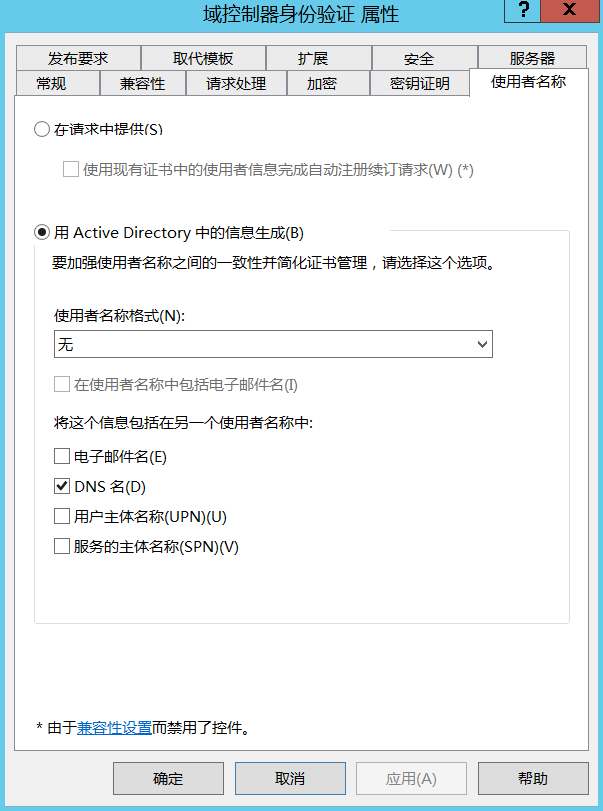 域控制器身份验证 属性
?
x
发布要求 取代模板 扩展 安全 服务器
常规 兼容性 请求处理 加密 密钥证明 使用者名称
在请求中提供(S)
使用现有证书中的使用者信息完成自动注册续订请求(W) (*)
用 Active Directory 中的信息生成(B)
要加强使用者名称之间的一致性并简化证书管理，请选择这个选项。
使用者名称格式(N):
无
在使用者名称中包括电子邮件名(I)
将这个信息包括在另一个使用者名称中:
电子邮件名(E)
DNS 名(D)
用户主体名称(UPN)(U)
服务的主体名称(SPN)(V)
* 由于兼容性设置而禁用了控件。
确定 取消 应用(A) 帮助